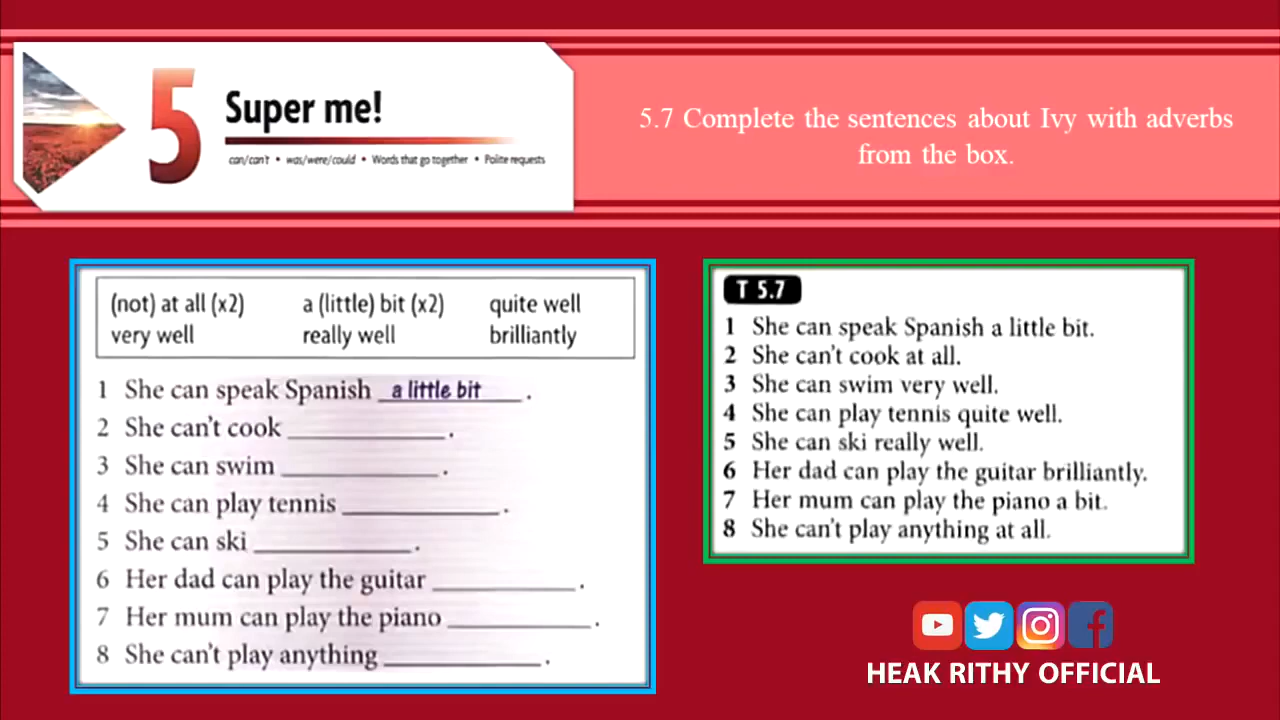 5 Super me!
can/can't • was/were/could • Words that go together • Polite requests
5.7 Complete the sentences about Ivy with adverbs
from the box.
(not) at all (x2) a (little) bit (x2) quite well
very well really well brilliantly
1 She can speak Spanish a little bit .
2 She can't cook ____________.
3 She can swim ____________.
4 She can play tennis ____________.
5 She can ski ____________.
6 Her dad can play the guitar ____________.
7 Her mum can play the piano ____________.
8 She can't play anything ____________.
T 5.7
1 She can speak Spanish a little bit.
2 She can't cook at all.
3 She can swim very well.
4 She can play tennis quite well.
5 She can ski really well.
6 Her dad can play the guitar brilliantly.
7 Her mum can play the piano a bit.
8 She can't play anything at all.
HEAK RITHY OFFICIAL